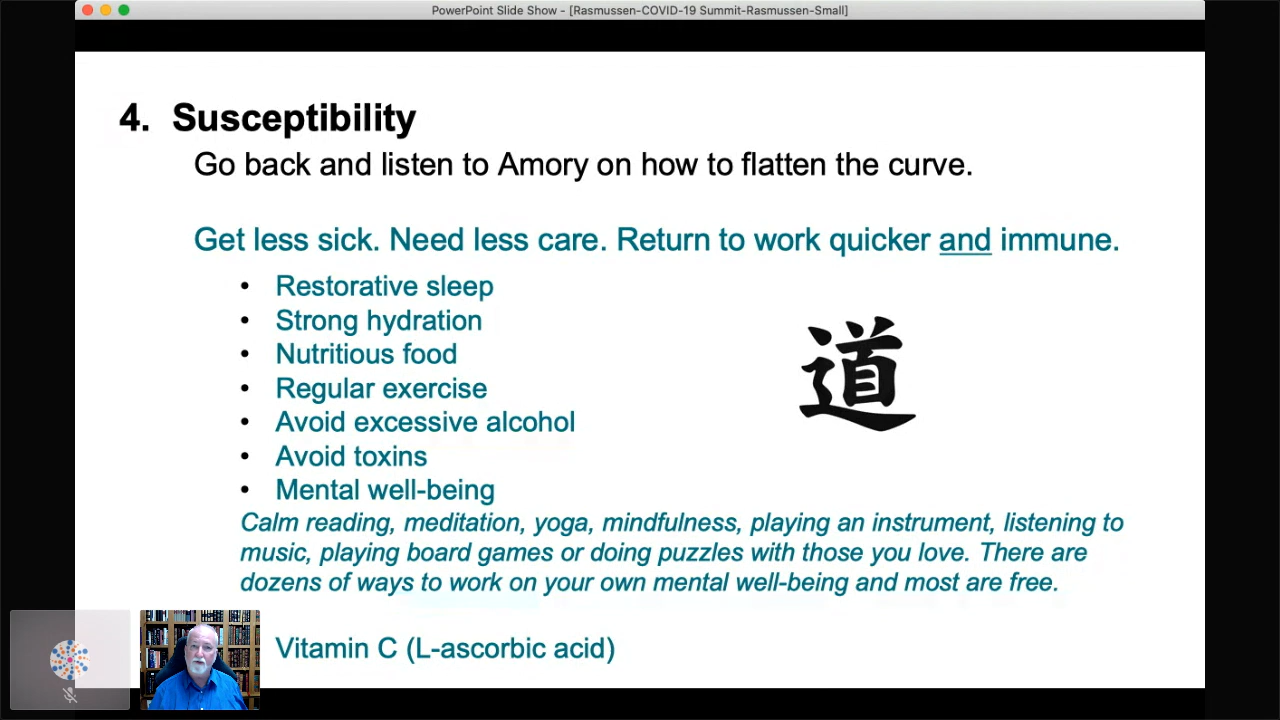 PowerPoint Slide Show - [Rasmussen-COVID-19 Summit-Rasmussen-Small]
4. Susceptibility
Go back and listen to Amory on how to flatten the curve.
Get less sick. Need less care. Return to work quicker and immune.
• Restorative sleep
• Strong hydration
• Nutritious food
• Regular exercise
• Avoid excessive alcohol
• Avoid toxins
• Mental well-being
道
Calm reading, meditation, yoga, mindfulness, playing an instrument, listening to
music, playing board games or doing puzzles with those you love. There are
dozens of ways to work on your own mental well-being and most are free.
Vitamin C (L-ascorbic acid)